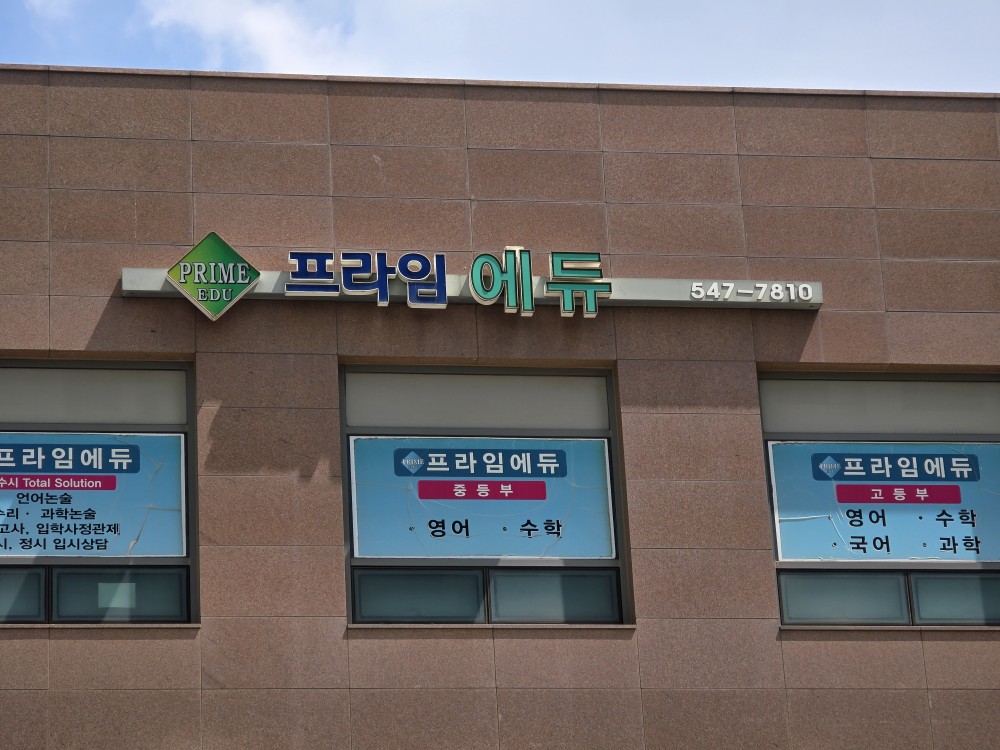 PRIME
EDU
프라임 에듀
547-7810
프라임에듀
수시 Total Solution
언어논술
수리 · 과학논술
고사, 입학사정관제
시, 정시 입시상담
PRIME
프라임에듀
중등부
· 영어 · 수학
PRIME
프라임에듀
고등부
· 영어 · 수학
· 국어 · 과학